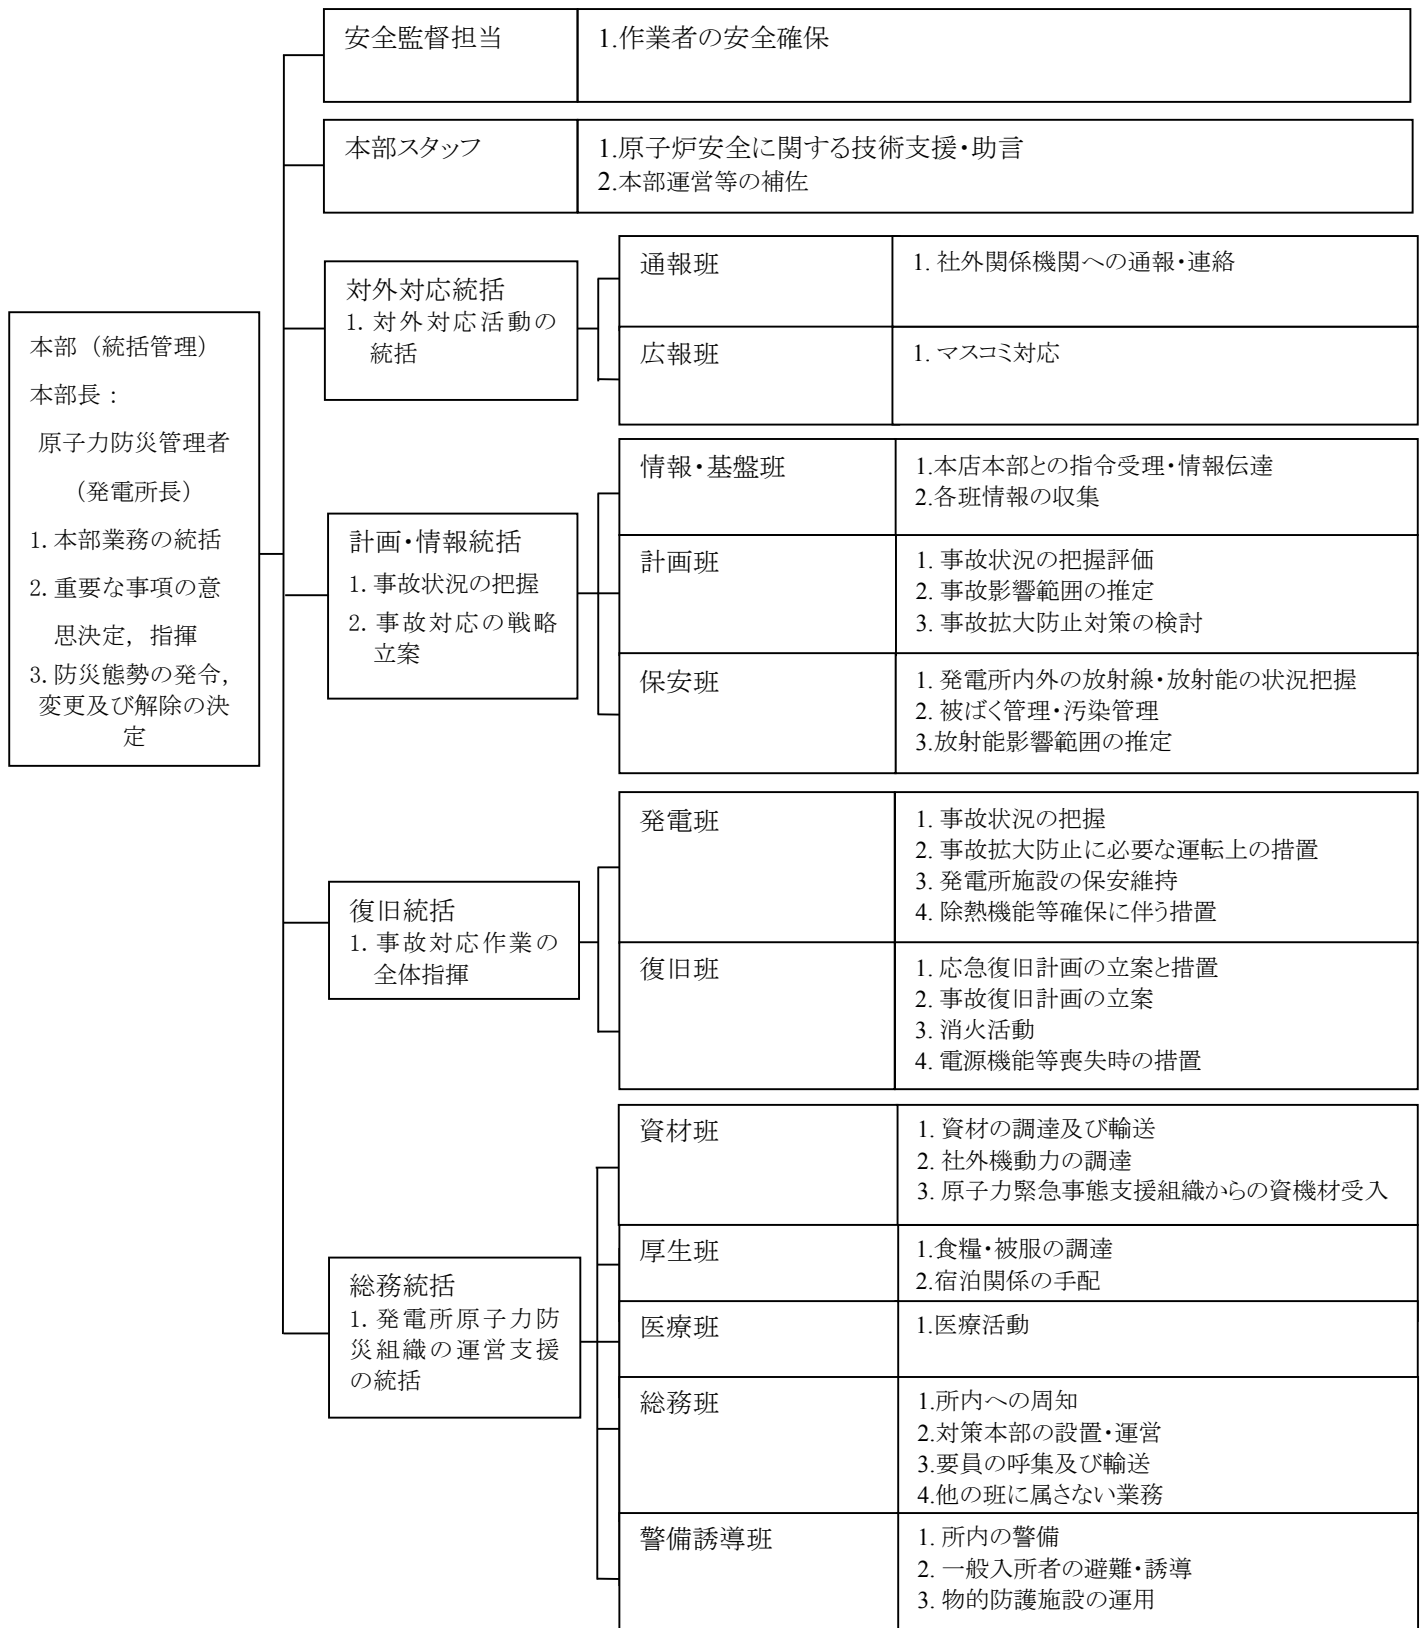 安全監督担当
1.作業者の安全確保
本部スタッフ
1.原子炉安全に関する技術支援・助言
2.本部運営等の補佐
本部（統括管理）
本部長：
原子力防災管理者
（発電所長）
1. 本部業務の統括
2. 重要な事項の意
思決定，指揮
3. 防災態勢の発令，
変更及び解除の決
定
対外対応統括
1. 対外対応活動の
統括
通報班
1. 社外関係機関への通報・連絡
広報班
1. マスコミ対応
計画・情報統括
1. 事故状況の把握
2. 事故対応の戦略
立案
情報・基盤班
1.本店本部との指令受理・情報伝達
2.各班情報の収集
計画班
1. 事故状況の把握評価
2. 事故影響範囲の推定
3. 事故拡大防止対策の検討
保安班
1. 発電所内外の放射線・放射能の状況把握
2. 被ばく管理・汚染管理
3.放射能影響範囲の推定
復旧統括
1. 事故対応作業の
全体指揮
発電班
1. 事故状況の把握
2. 事故拡大防止に必要な運転上の措置
3. 発電所施設の保安維持
4. 除熱機能等確保に伴う措置
復旧班
1. 応急復旧計画の立案と措置
2. 事故復旧計画の立案
3. 消火活動
4. 電源機能等喪失時の措置
総務統括
1. 発電所原子力防
災組織の運営支援
の統括
資材班
1. 資材の調達及び輸送
2. 社外機動力の調達
3. 原子力緊急事態支援組織からの資機材受入
厚生班
1.食糧・被服の調達
2.宿泊関係の手配
医療班
1.医療活動
総務班
1.所内への周知
2.対策本部の設置・運営
3.要員の呼集及び輸送
4.他の班に属さない業務
警備誘導班
1. 所内の警備
2. 一般入所者の避難・誘導
3. 物的防護施設の運用